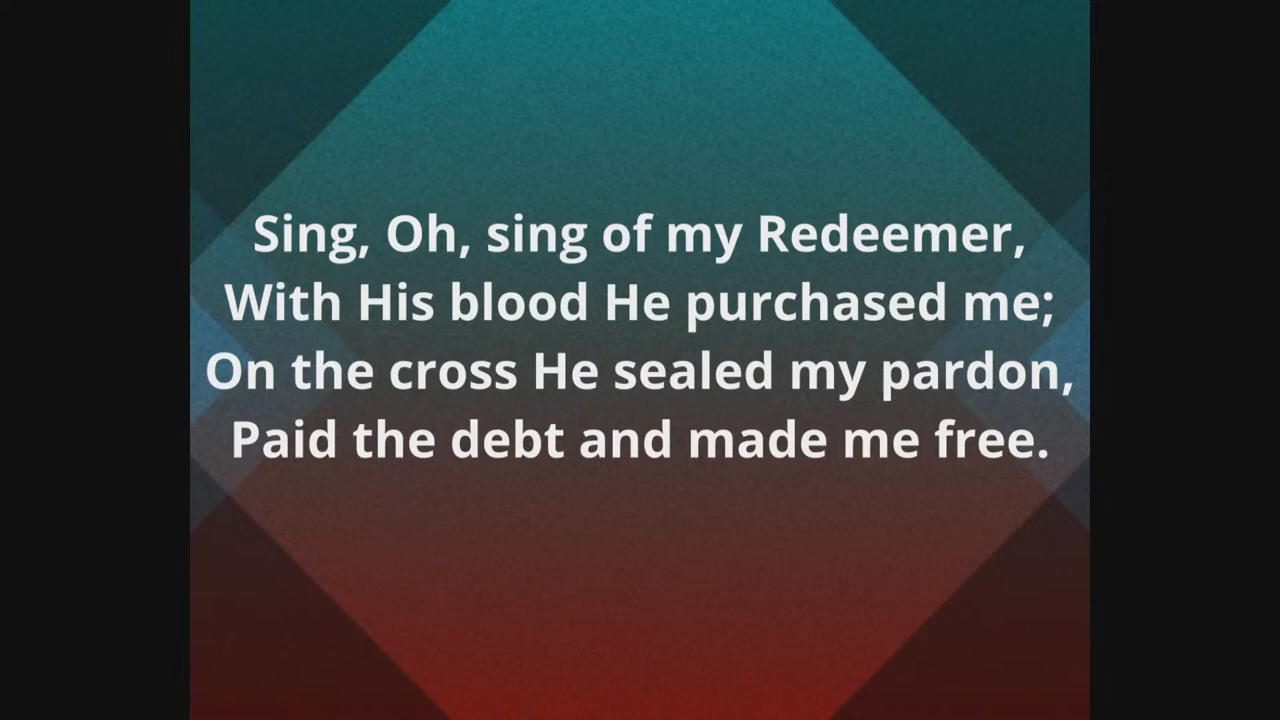 Sing, Oh, sing of my Redeemer,
With His blood He purchased me;
On the cross He sealed my pardon,
Paid the debt and made me free.